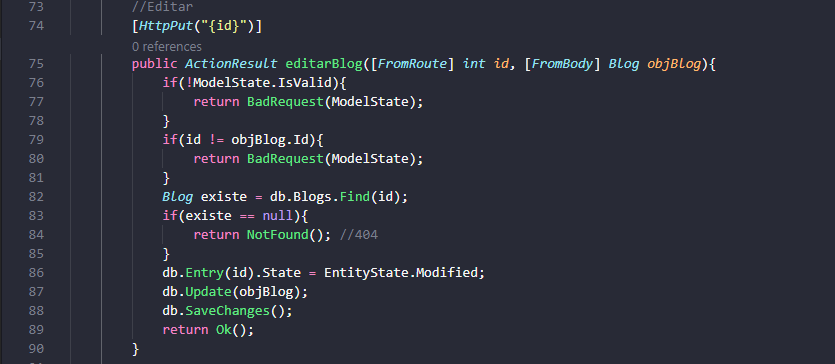 73 //Editar
74 [HttpPut("{id}")]
0 references
75 public ActionResult editarBlog([FromRoute] int id, [FromBody] Blog objBlog){
76 if(!ModelState.IsValid){
77 return BadRequest(ModelState);
78 }
79 if(id != objBlog.Id){
80 return BadRequest(ModelState);
81 }
82 Blog existe = db.Blogs.Find(id);
83 if(existe == null){
84 return NotFound(); //404
85 }
86 db.Entry(id).State = EntityState.Modified;
87 db.Update(objBlog);
88 db.SaveChanges();
89 return Ok();
90 }